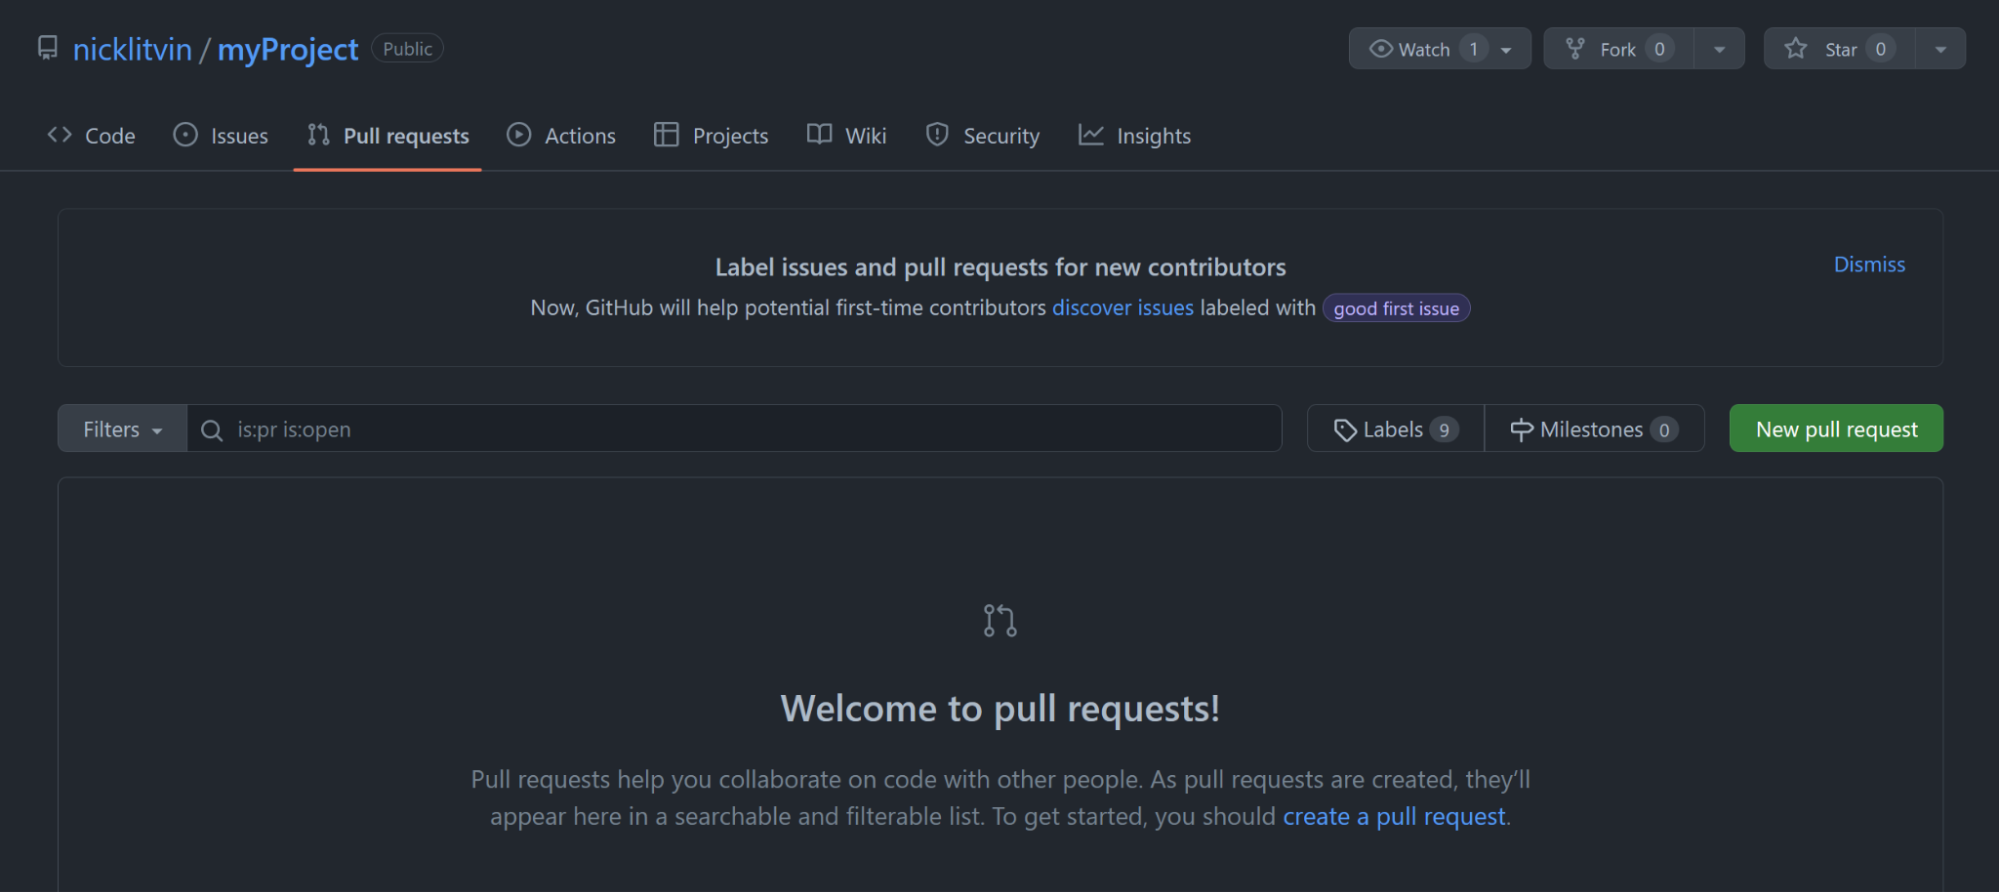 nicklitvin / myProject Public
Watch 1 Fork 0 Star 0
Code Issues Pull requests Actions Projects Wiki Security Insights
Label issues and pull requests for new contributors
Dismiss
Now, GitHub will help potential first-time contributors discover issues labeled with good first issue
Filters is:pr is:open Labels 9 Milestones 0 New pull request
Welcome to pull requests!
Pull requests help you collaborate on code with other people. As pull requests are created, they’ll
appear here in a searchable and filterable list. To get started, you should create a pull request.